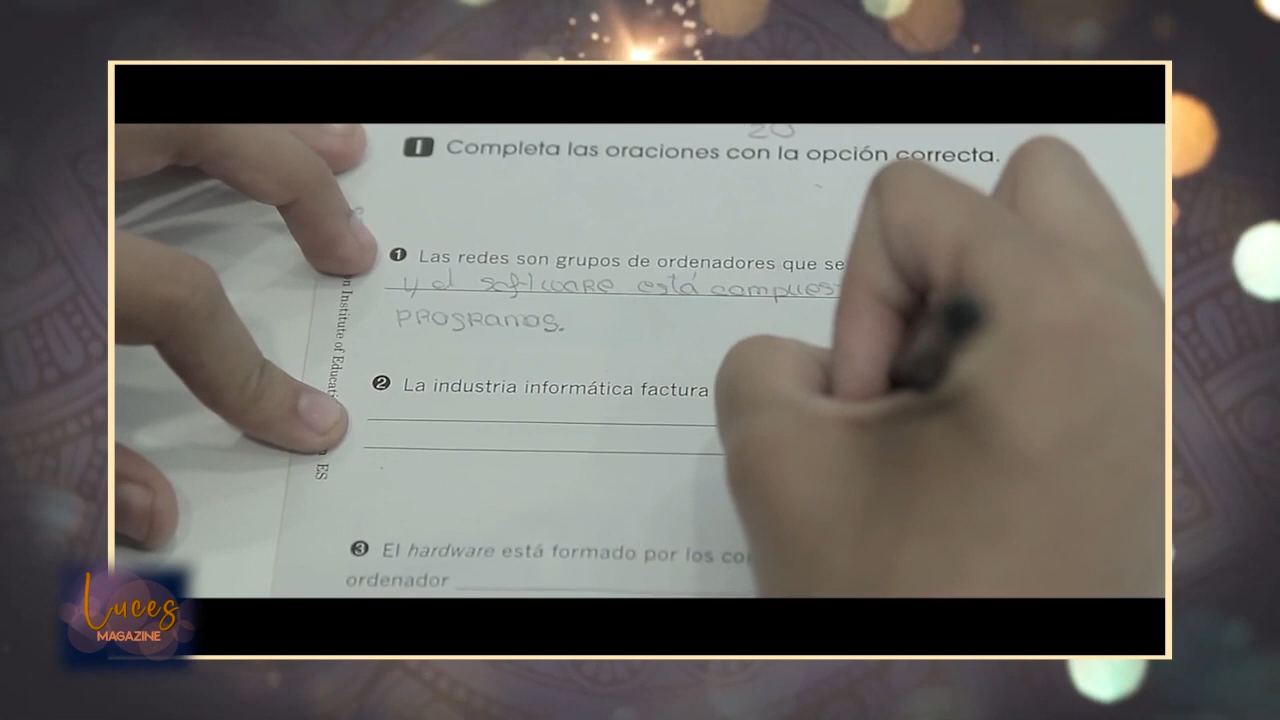 20
I Completa las oraciones con la opción correcta.
1 Las redes son grupos de ordenadores que se
y el software está compues
PROgRamas.
2 La industria informática factura
3 El hardware está formado por los co
ordenador
n Institute of Educati
ES
Luces
MAGAZINE